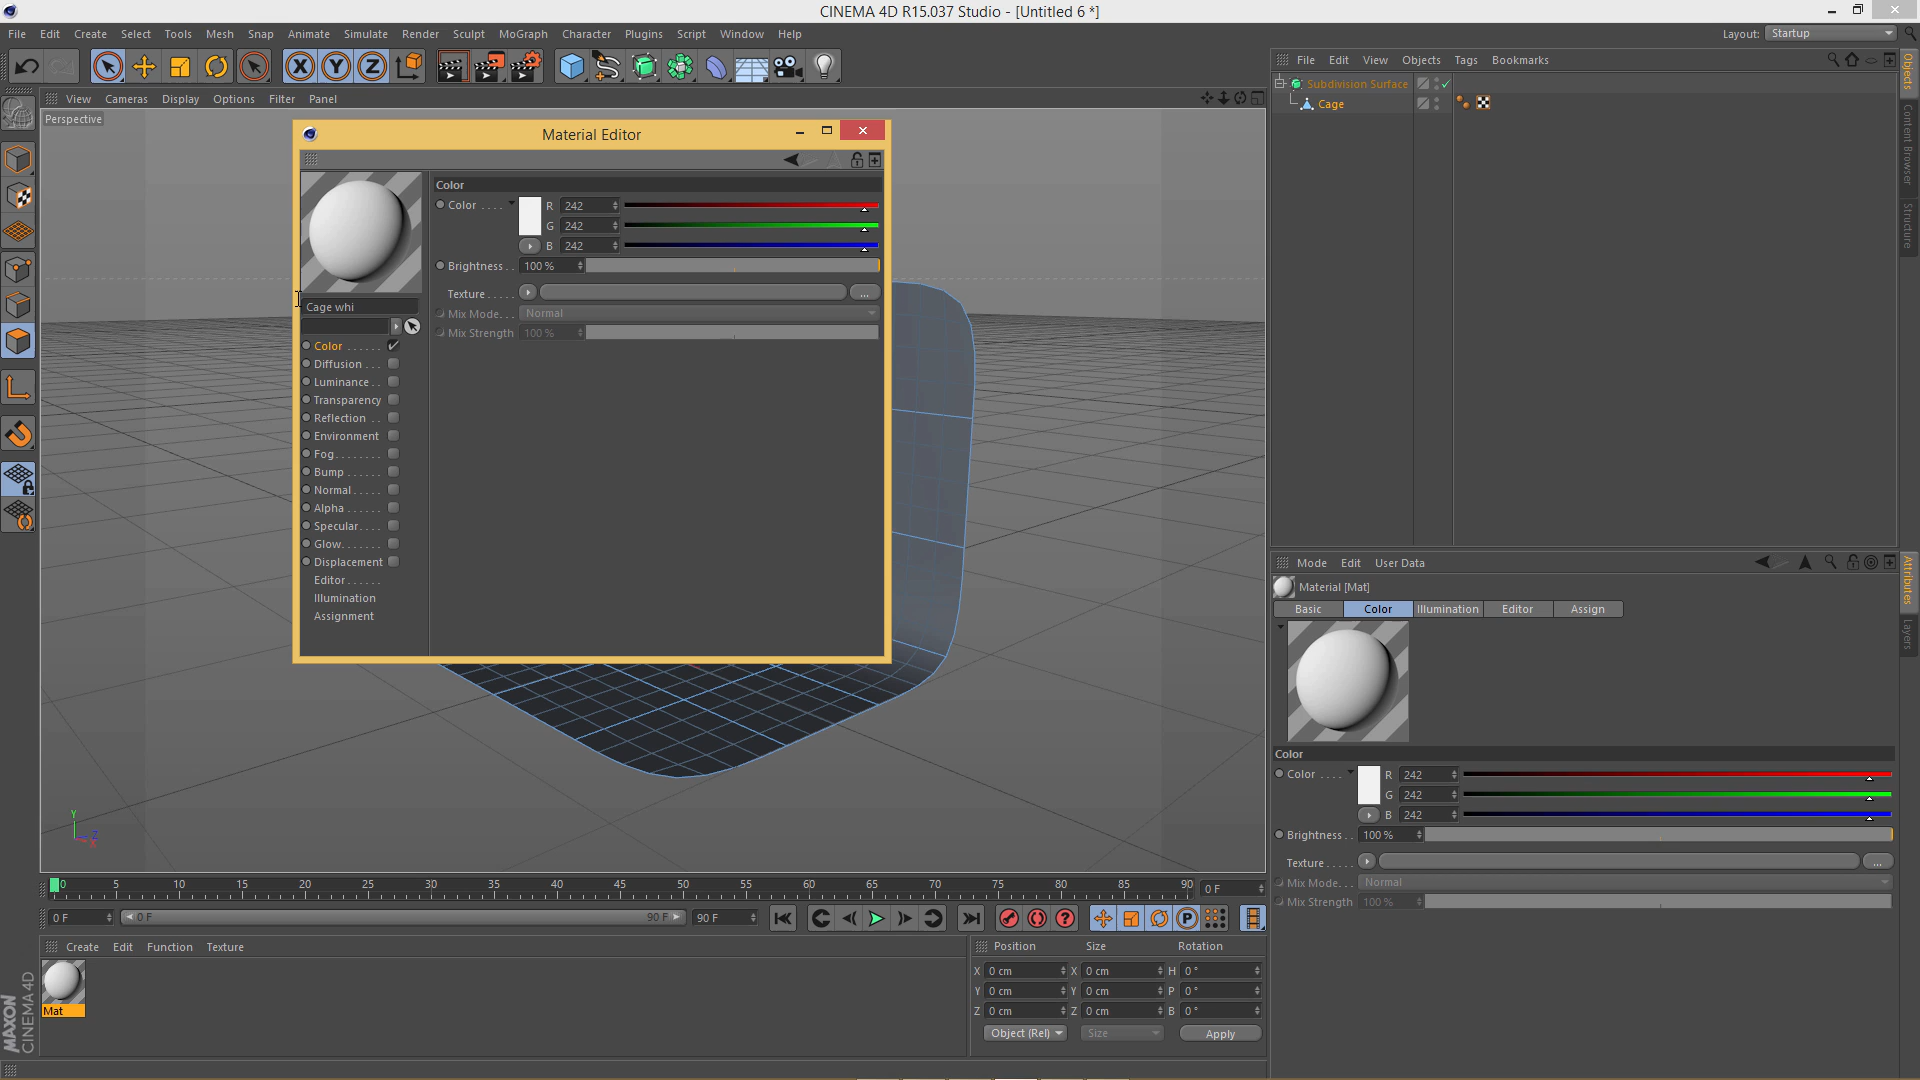 CINEMA 4D R15.037 Studio - [Untitled 6 *]
File Edit Create Select Tools Mesh Snap Animate Simulate Render Sculpt MoGraph Character Plugins Script Window Help
Layout: Startup
View Cameras Display Options Filter Panel
File Edit View Objects Tags Bookmarks
Perspective
Subdivision Surface
Cage
Objects
Content Browser
Structure
Material Editor
Color
Color . . . . R 242
G 242
B 242
Brightness . . 100 %
Texture . . . . . ...
Mix Mode. . . Normal
Mix Strength 100 %
Cage whi
Color . . . . . .
Diffusion . . .
Luminance . .
Transparency
Reflection . .
Environment
Fog. . . . . . . .
Bump . . . . . .
Normal . . . . .
Alpha . . . . . .
Specular. . . .
Glow. . . . . . .
Displacement
Editor . . . . . .
Illumination
Assignment
Mode Edit User Data
Material [Mat]
Basic Color Illumination Editor Assign
Attributes
Layers
Color
Color . . . . R 242
G 242
B 242
Brightness . . 100 %
Texture . . . . . ...
Mix Mode. . . Normal
Mix Strength 100 %
Y
Z
X
0 5 10 15 20 25 30 35 40 45 50 55 60 65 70 75 80 85 90 0 F
0 F 0 F 90 F 90 F
Create Edit Function Texture
Mat
Position Size Rotation
X 0 cm X 0 cm H 0 °
Y 0 cm Y 0 cm P 0 °
Z 0 cm Z 0 cm B 0 °
Object (Rel) Size Apply
MAXON
CINEMA 4D